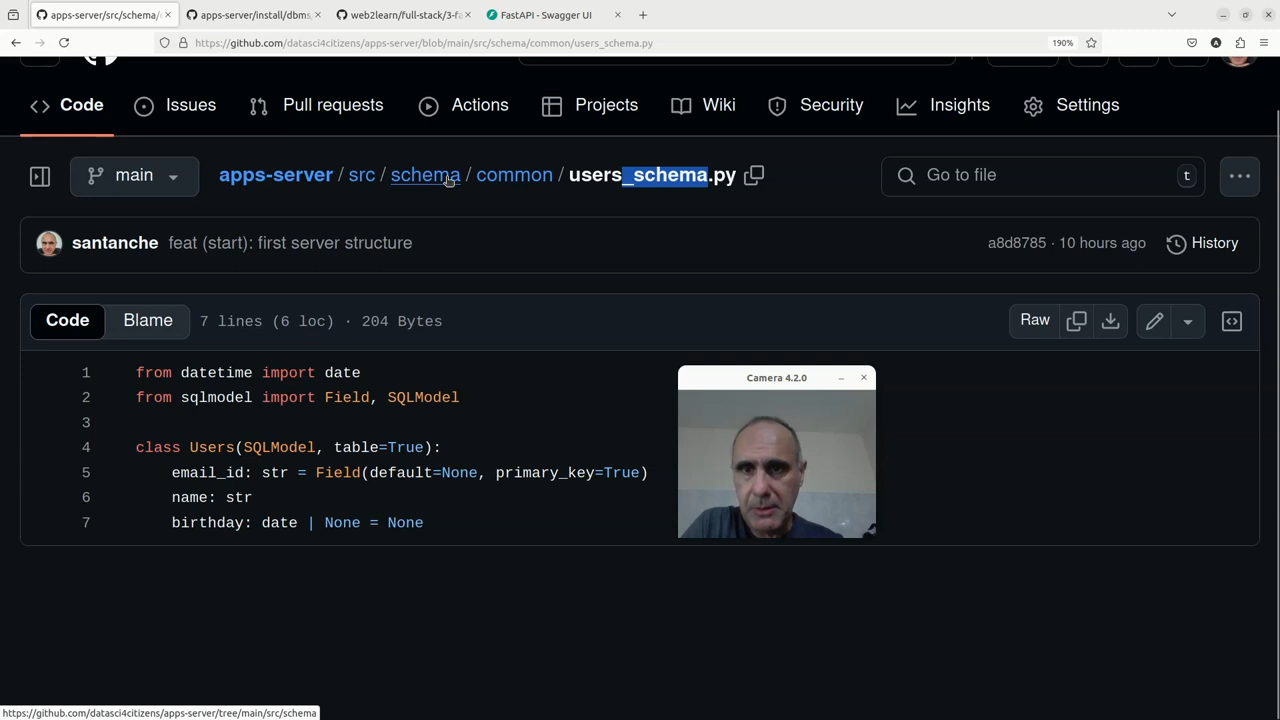 apps-server/src/schema/
apps-server/install/dbms
web2learn/full-stack/3-fa
FastAPI - Swagger UI
https://github.com/datasci4citizens/apps-server/blob/main/src/schema/common/users_schema.py
190%
Code
Issues
Pull requests
Actions
Projects
Wiki
Security
Insights
Settings
main
apps-server / src / schema / common / users_schema.py
Go to file
t
santanche feat (start): first server structure
a8d8785 · 10 hours ago
History
Code
Blame
7 lines (6 loc) · 204 Bytes
Raw
1 from datetime import date
2 from sqlmodel import Field, SQLModel
3
4 class Users(SQLModel, table=True):
5 email_id: str = Field(default=None, primary_key=True)
6 name: str
7 birthday: date | None = None
Camera 4.2.0
https://github.com/datasci4citizens/apps-server/tree/main/src/schema